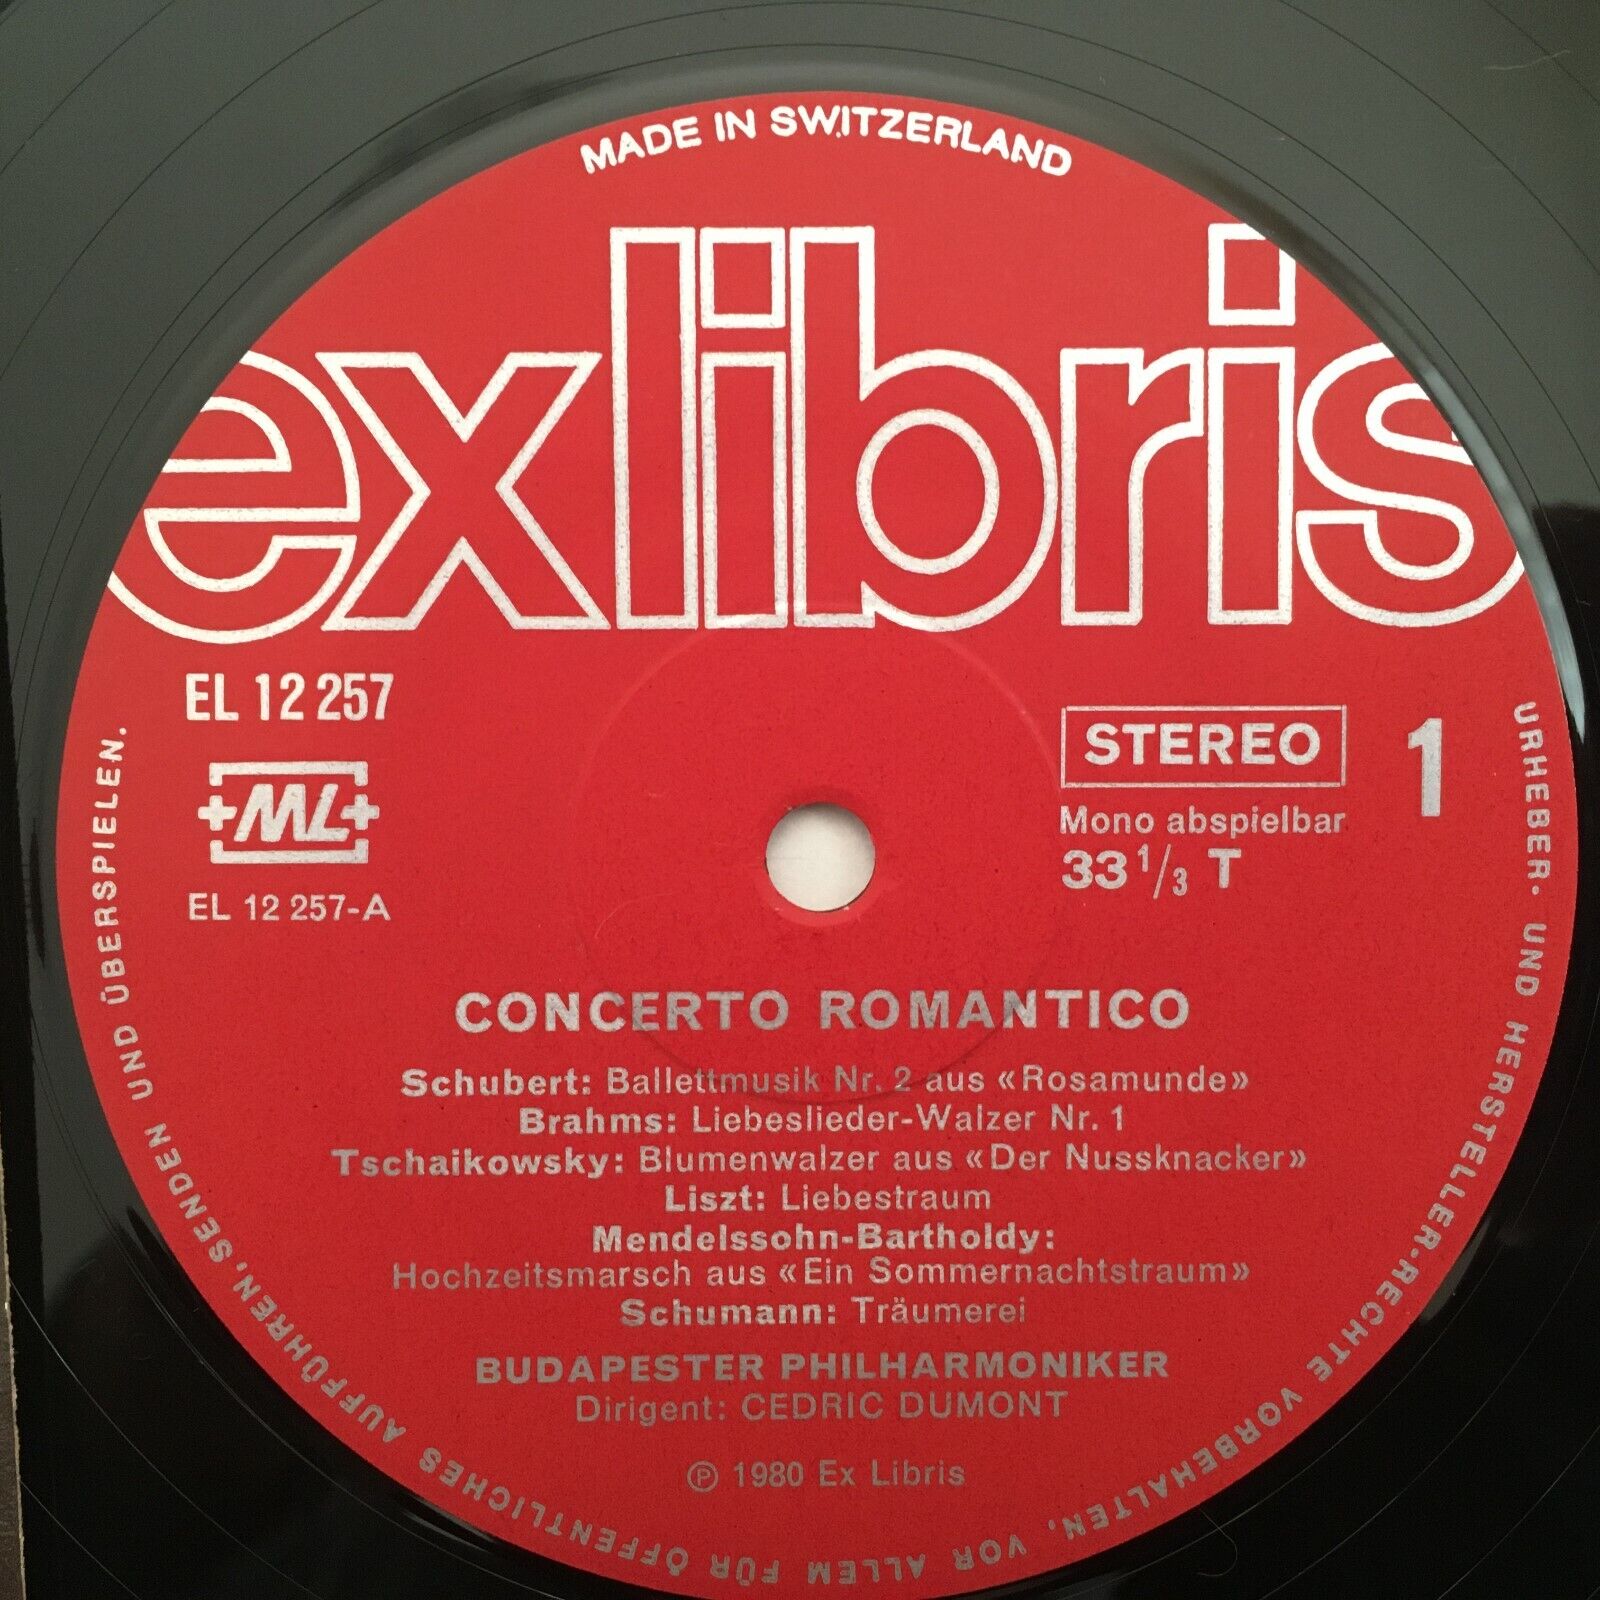 MADE IN SWITZERLAND
exlibris
EL 12 257
+ML+
EL 12 257-A
STEREO
1
Mono abspielbar
33 1/3 T
CONCERTO ROMANTICO
Schubert: Ballettmusik Nr. 2 aus «Rosamunde»
Brahms: Liebeslieder-Walzer Nr. 1
Tschaikowsky: Blumenwalzer aus «Der Nussknacker»
Liszt: Liebestraum
Mendelssohn-Bartholdy:
Hochzeitsmarsch aus «Ein Sommernachtstraum»
Schumann: Träumerei
BUDAPESTER PHILHARMONIKER
Dirigent: CEDRIC DUMONT
Ⓟ 1980 Ex Libris
URHEBER- UND HERSTELLER-RECHTE VORBEHALTEN, VOR ALLEM FÜR ÖFFENTLICHES AUFFÜHREN, SENDEN UND ÜBERSPIELEN.